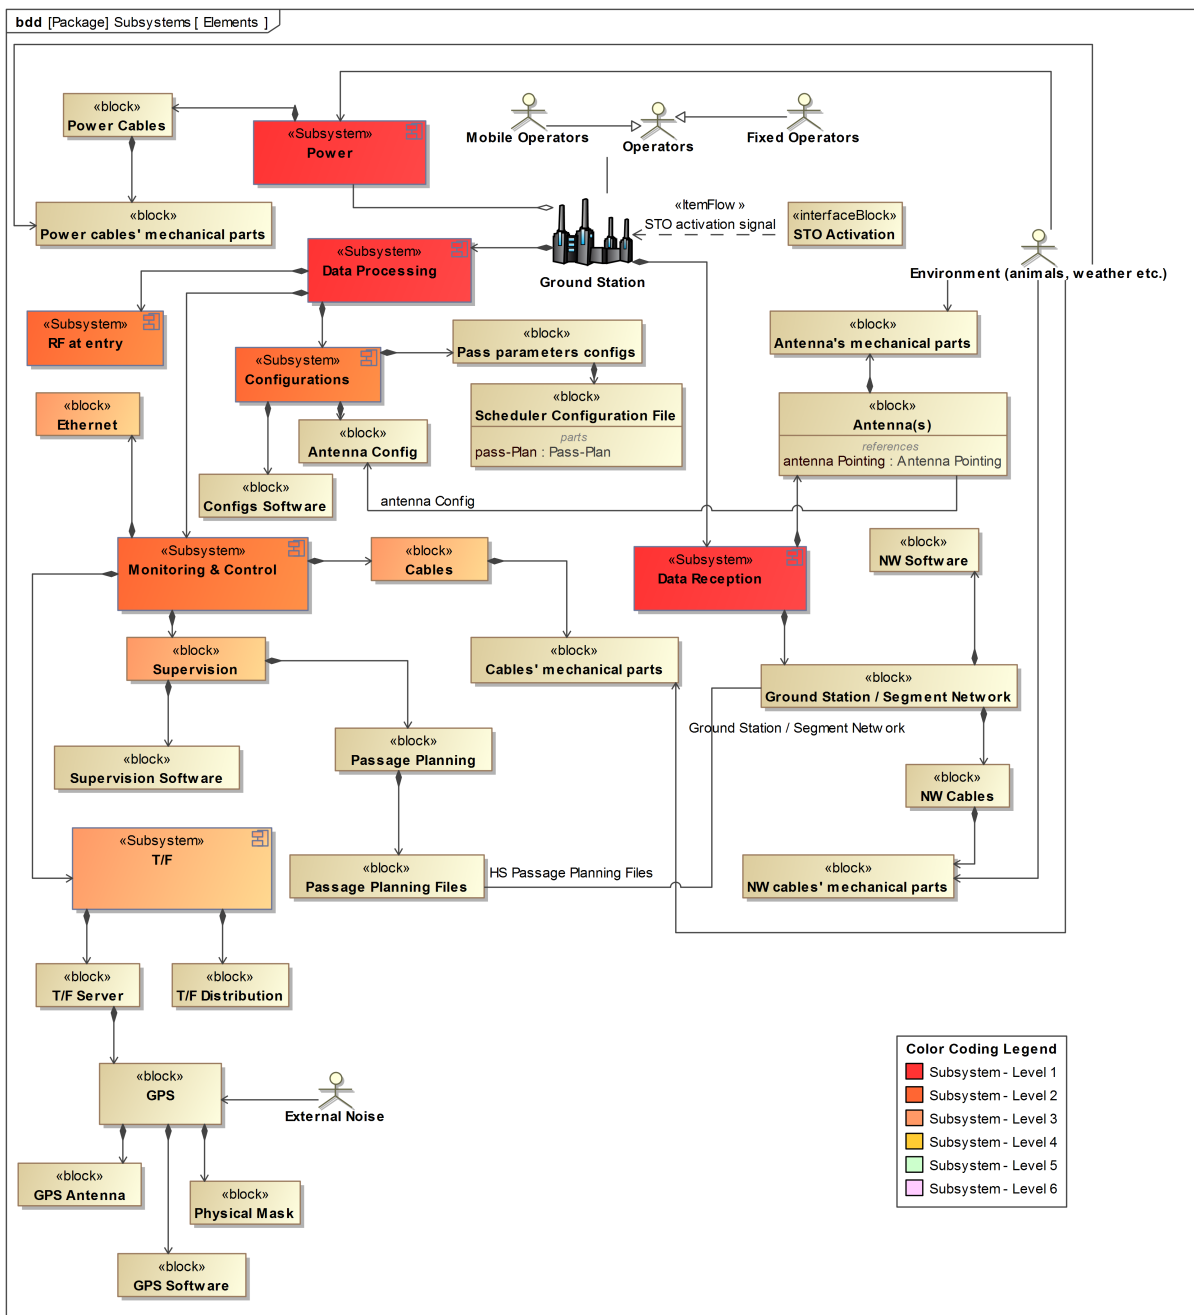 bdd [Package] Subsystems [ Elements ]
«block»
Power Cables
«Subsystem»
Power
Mobile Operators
Operators
Fixed Operators
«block»
Power cables' mechanical parts
«ItemFlow »
STO activation signal
«interfaceBlock»
STO Activation
«Subsystem»
Data Processing
Ground Station
Environment (animals, weather etc.)
«Subsystem»
RF at entry
«block»
Pass parameters configs
«block»
Antenna's mechanical parts
«Subsystem»
Configurations
«block»
Scheduler Configuration File
parts
pass-Plan : Pass-Plan
«block»
Antenna(s)
references
antenna Pointing : Antenna Pointing
«block»
Ethernet
«block»
Antenna Config
«block»
Configs Software
antenna Config
«Subsystem»
Monitoring & Control
«block»
Cables
«Subsystem»
Data Reception
«block»
NW Software
«block»
Supervision
«block»
Cables' mechanical parts
«block»
Ground Station / Segment Network
Ground Station / Segment Network
«block»
Supervision Software
«block»
Passage Planning
«block»
NW Cables
«Subsystem»
T/F
«block»
Passage Planning Files
HS Passage Planning Files
«block»
NW cables' mechanical parts
«block»
T/F Server
«block»
T/F Distribution
«block»
GPS
External Noise
«block»
GPS Antenna
«block»
Physical Mask
«block»
GPS Software
Color Coding Legend
Subsystem - Level 1
Subsystem - Level 2
Subsystem - Level 3
Subsystem - Level 4
Subsystem - Level 5
Subsystem - Level 6